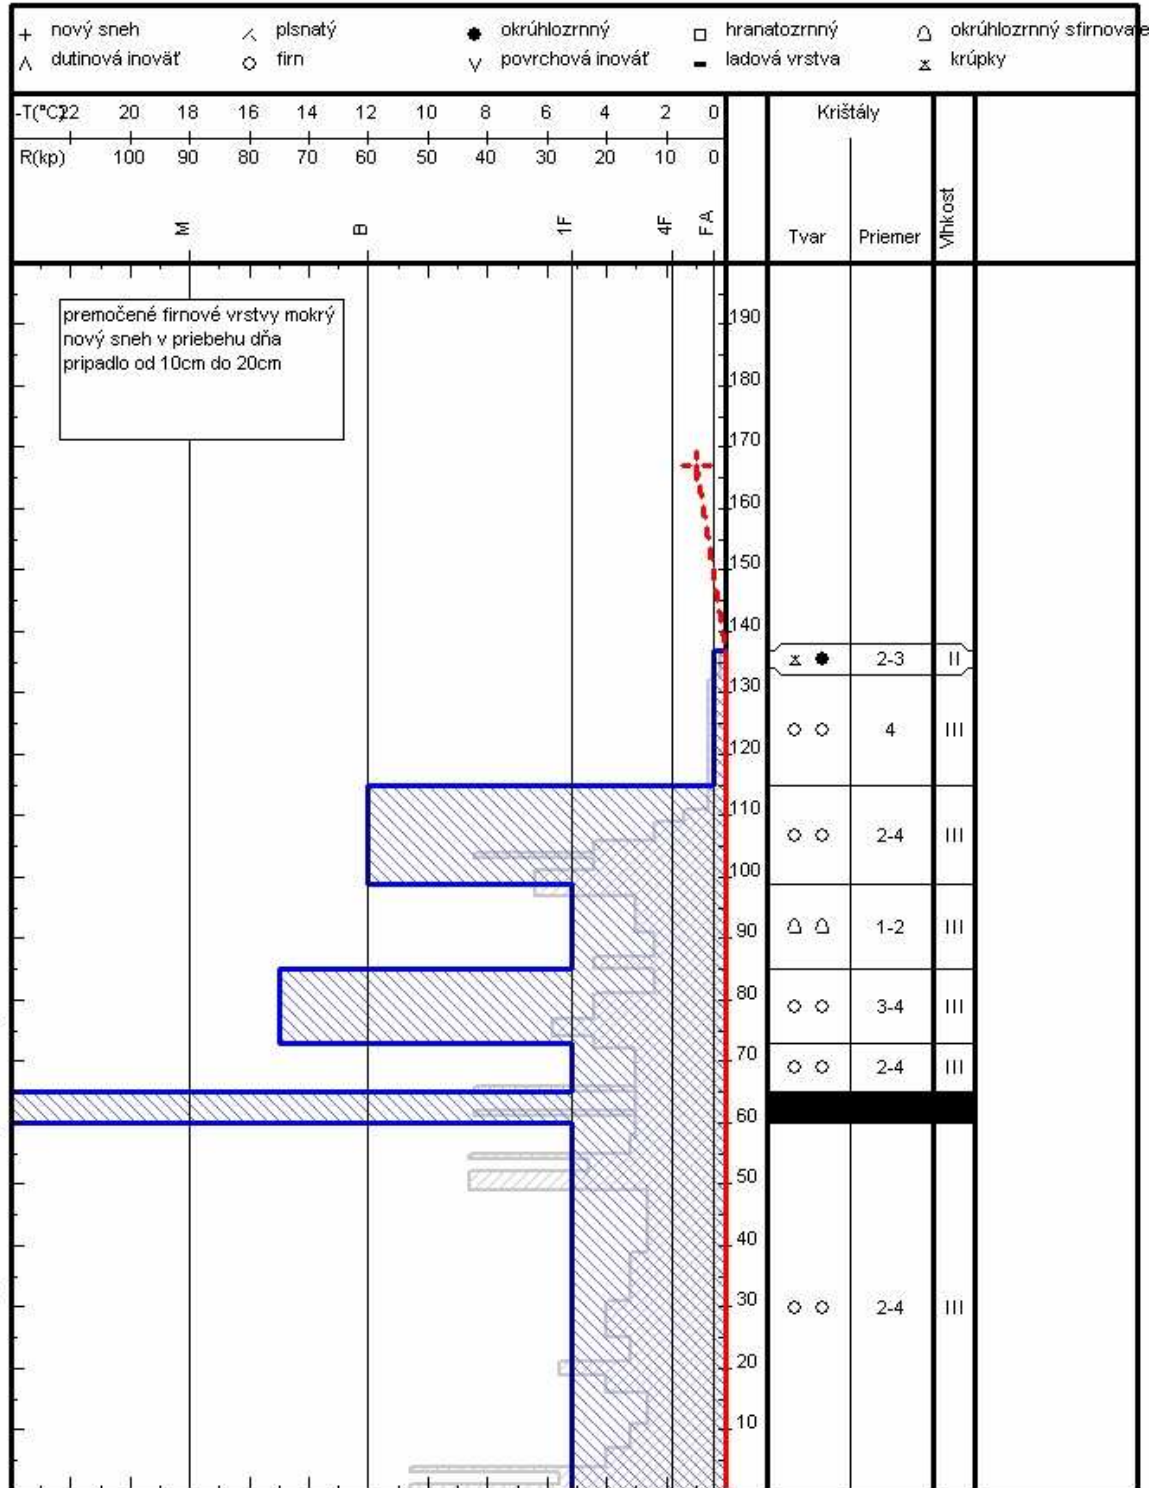 nový sneh plsnatý okrúhlozrnný hranatozrnný okrúhlozrnný sfirnovate
dutinová inoväť firn povrchová inoväť ladová vrstva krúpky
-T(°C)22 20 18 16 14 12 10 8 6 4 2 0 Krištály
R(kp) 100 90 80 70 60 50 40 30 20 10 0
M B 1F 4F F A Tvar Priemer Vlhkost
premočené firnové vrstvy mokrý
nový sneh v priebehu dňa
pripadlo od 10cm do 20cm
190
180
170
160
150
140
2-3 II
130
4 III
120
110
2-4 III
100
1-2 III
90
80
3-4 III
70
2-4 III
60
50
40
30
2-4 III
20
10